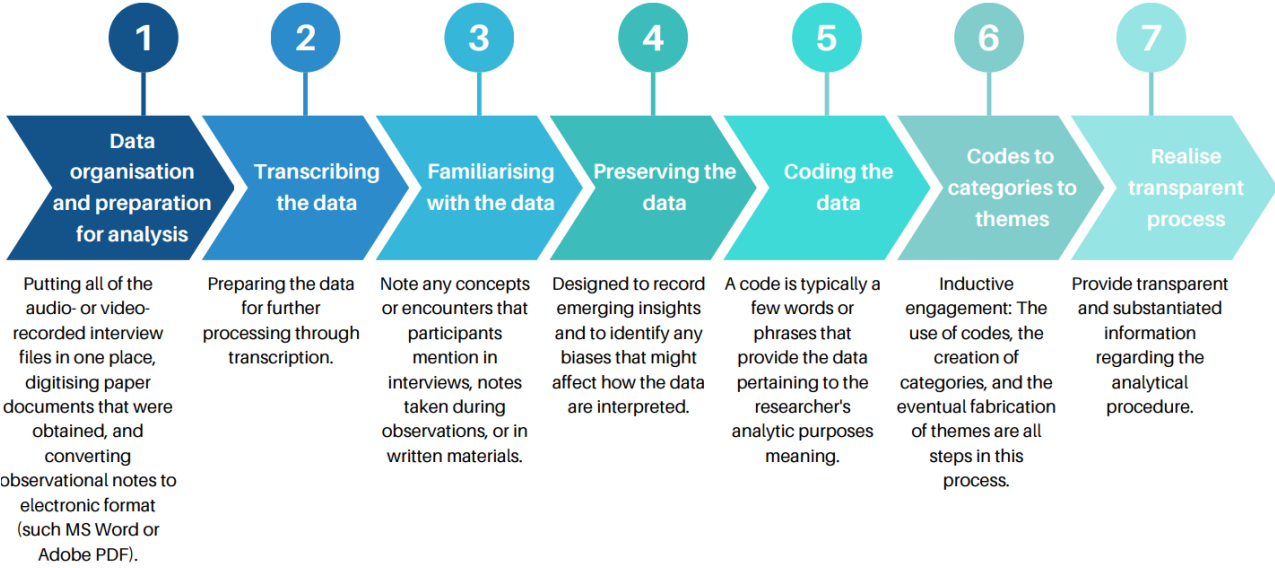 1
2
3
4
5
6
7
Data
organisation
and preparation
for analysis
Transcribing
the data
Familiarising
with the data
Preserving the
data
Coding the
data
Codes to
categories to
themes
Realise
transparent
process
Putting all of the
audio- or video-
recorded interview
files in one place,
digitising paper
documents that were
obtained, and
converting
observational notes to
electronic format
(such MS Word or
Adobe PDF).
Preparing the data
for further
processing through
transcription.
Note any concepts
or encounters that
participants
mention in
interviews, notes
taken during
observations, or in
written materials.
Designed to record
emerging insights
and to identify any
biases that might
affect how the data
are interpreted.
A code is typically a
few words or
phrases that
provide the data
pertaining to the
researcher's
analytic purposes
meaning.
Inductive
engagement: The
use of codes, the
creation of
categories, and the
eventual fabrication
of themes are all
steps in this
process.
Provide transparent
and substantiated
information
regarding the
analytical
procedure.